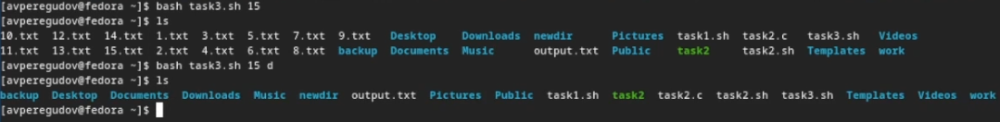 [avperegudov@fedora ~]$ bash task3.sh 15
[avperegudov@fedora ~]$ ls
10.txt 12.txt 14.txt 1.txt 3.txt 5.txt 7.txt 9.txt Desktop Downloads newdir Pictures task1.sh task2.c task3.sh Videos
11.txt 13.txt 15.txt 2.txt 4.txt 6.txt 8.txt backup Documents Music output.txt Public task2 task2.sh Templates work
[avperegudov@fedora ~]$ bash task3.sh 15 d
[avperegudov@fedora ~]$ ls
backup Desktop Documents Downloads Music newdir output.txt Pictures Public task1.sh task2 task2.c task2.sh task3.sh Templates Videos work
[avperegudov@fedora ~]$